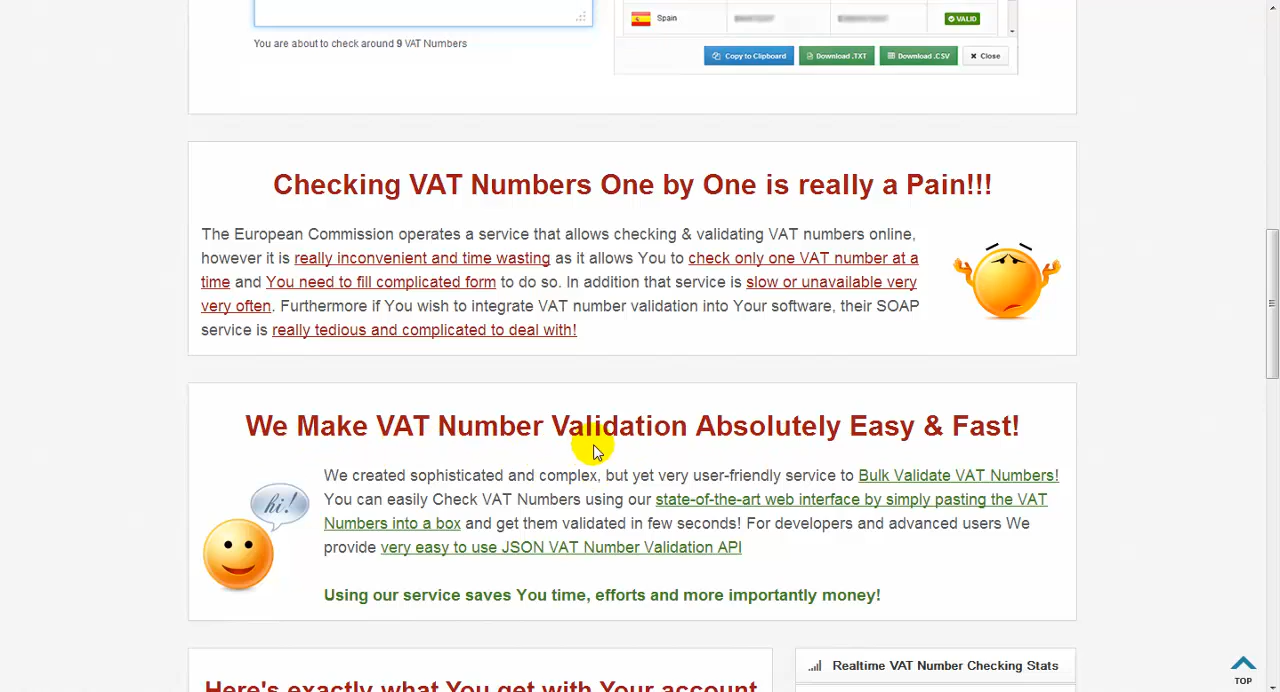 Spain
VALID
You are about to check around 9 VAT Numbers
Copy to Clipboard
Download .TXT
Download .CSV
Close
Checking VAT Numbers One by One is really a Pain!!!
The European Commission operates a service that allows checking & validating VAT numbers online,
however it is really inconvenient and time wasting as it allows You to check only one VAT number at a
time and You need to fill complicated form to do so. In addition that service is slow or unavailable very
very often. Furthermore if You wish to integrate VAT number validation into Your software, their SOAP
service is really tedious and complicated to deal with!
We Make VAT Number Validation Absolutely Easy & Fast!
hi!
We created sophisticated and complex, but yet very user-friendly service to Bulk Validate VAT Numbers!
You can easily Check VAT Numbers using our state-of-the-art web interface by simply pasting the VAT
Numbers into a box and get them validated in few seconds! For developers and advanced users We
provide very easy to use JSON VAT Number Validation API
Using our service saves You time, efforts and more importantly money!
Here's exactly what You get with Your account
Realtime VAT Number Checking Stats
TOP